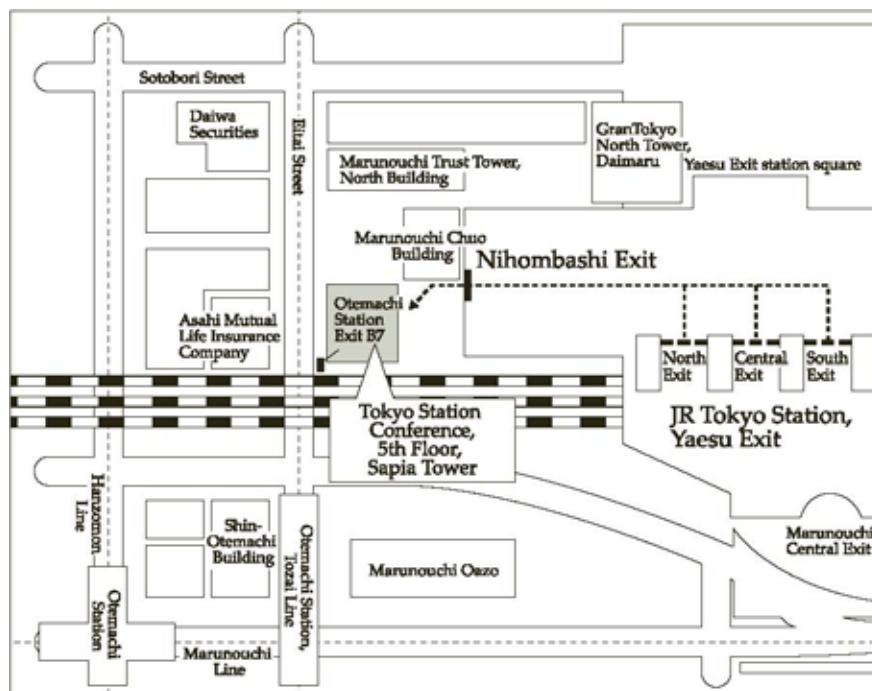 Sotobori Street
Daiwa
Securities
Eitai Street
GranTokyo
North Tower,
Daimaru
Marunouchi Trust Tower,
North Building
Yaesu Exit station square
Marunouchi Chuo
Building
Nihombashi Exit
Otemachi
Station
Exit B7
Asahi Mutual
Life Insurance
Company
North
Exit
Central
Exit
South
Exit
JR Tokyo Station,
Yaesu Exit
Tokyo Station
Conference,
5th Floor,
Sapia Tower
Hanzomon
Line
Shin-
Otemachi
Building
Otemachi Station,
Tozai Line
Marunouchi
Central Exit
Marunouchi Oazo
Otemachi
Station
Marunouchi
Line